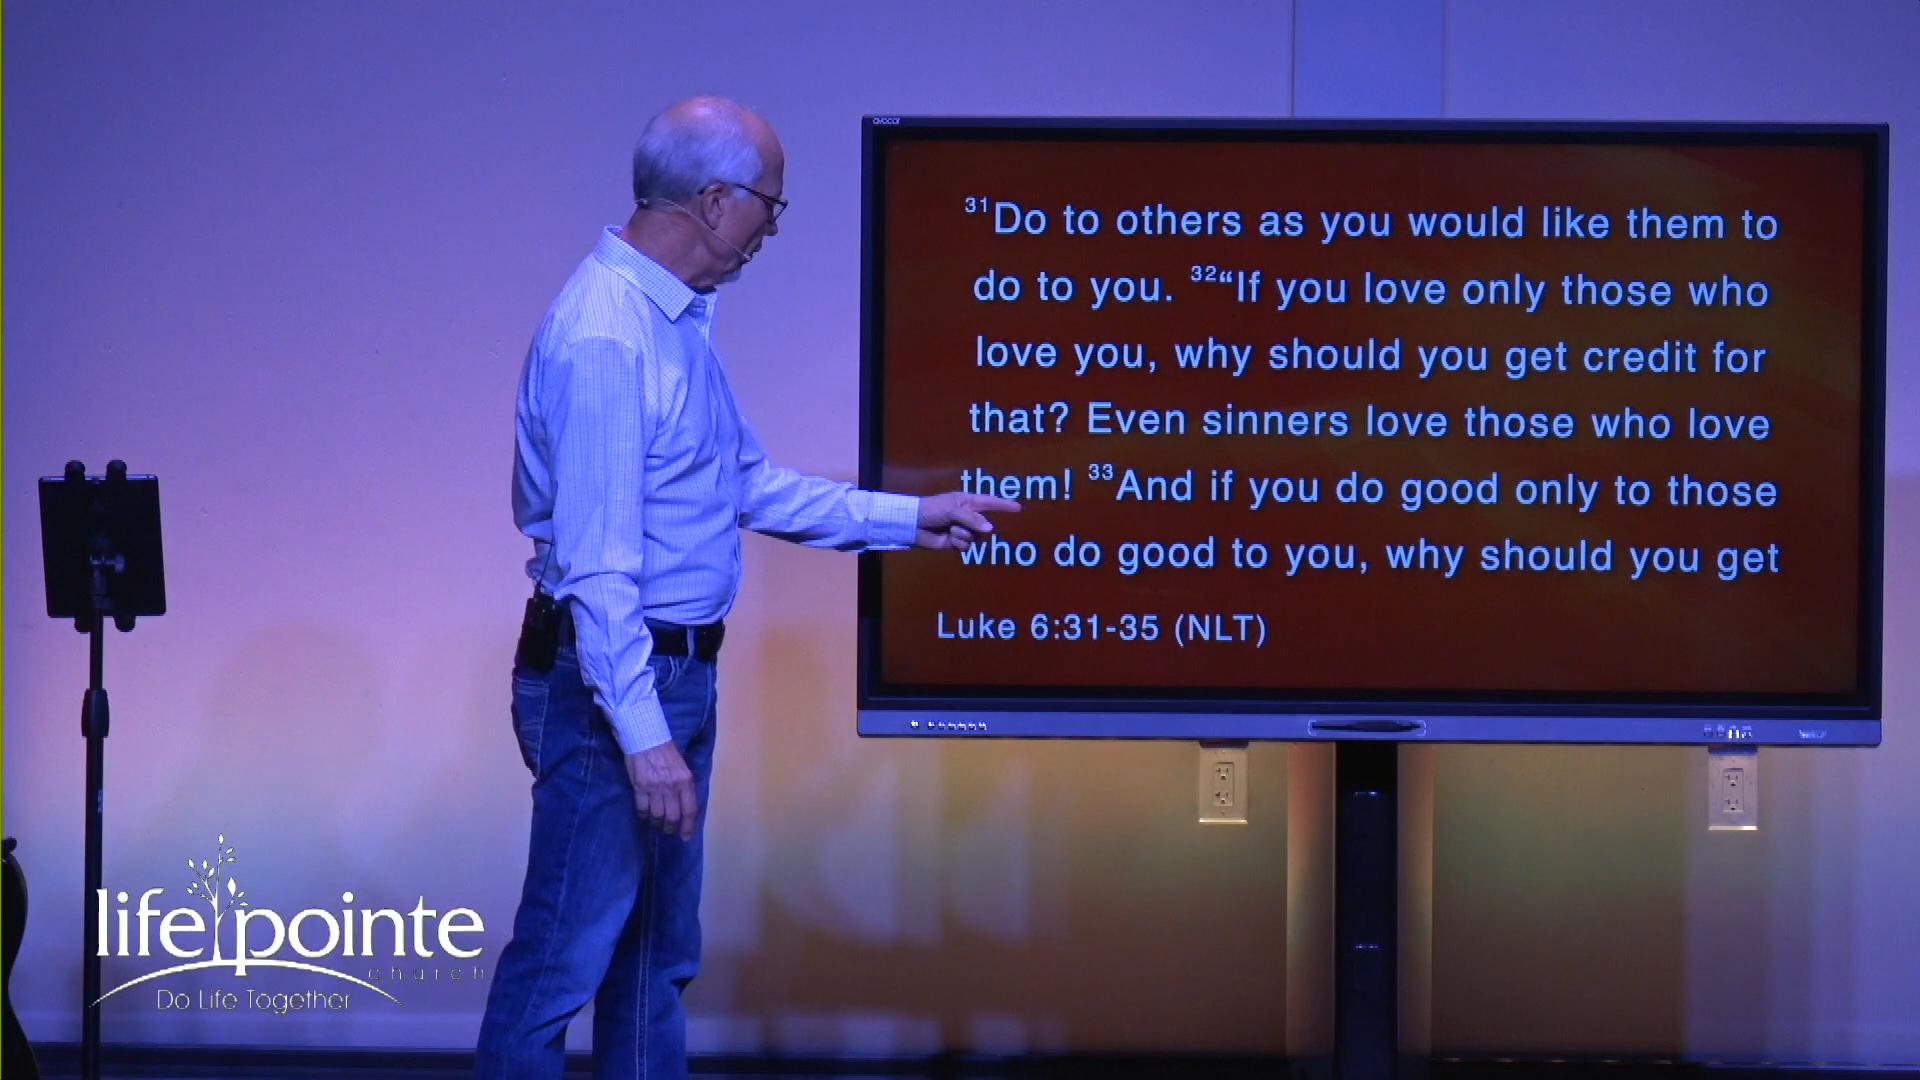 avocor
³¹Do to others as you would like them to
do to you. ³²“If you love only those who
love you, why should you get credit for
that? Even sinners love those who love
them! ³³And if you do good only to those
who do good to you, why should you get
Luke 6:31-35 (NLT)
life pointe
church
Do Life Together